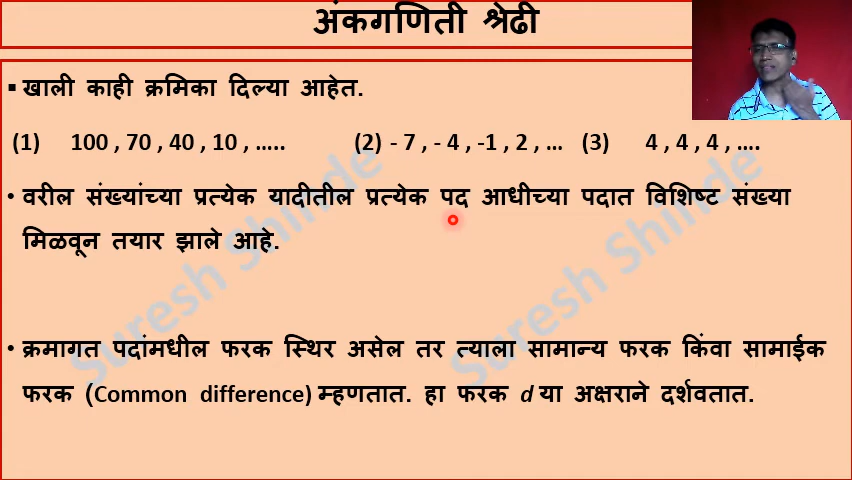 अंकगणिती श्रेढी
▪ खाली काही क्रमिका दिल्या आहेत.
(1) 100 , 70 , 40 , 10 , ..... (2) - 7 , - 4 , -1 , 2 , ... (3) 4 , 4 , 4 , ....
• वरील संख्यांच्या प्रत्येक यादीतील प्रत्येक पद आधीच्या पदात विशिष्ट संख्या
मिळवून तयार झाले आहे.
• क्रमागत पदांमधील फरक स्थिर असेल तर त्याला सामान्य फरक किंवा सामाईक
फरक (Common difference) म्हणतात. हा फरक d या अक्षराने दर्शवतात.
Suresh Shinde
Suresh Shinde